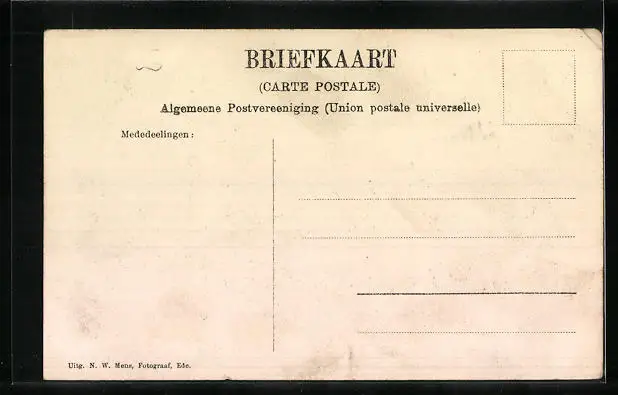 BRIEFKAART
(CARTE POSTALE)
Algemeene Postvereeniging (Union postale universelle)
Mededeelingen:
Uitg. N. W. Mens, Fotograaf, Ede.